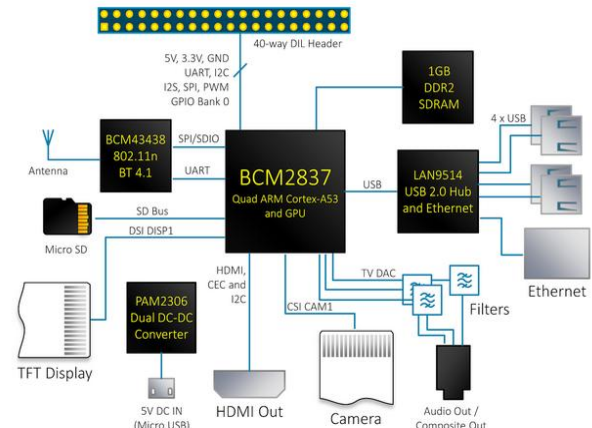 40-way DIL Header
5V, 3.3V, GND
UART, I2C
I2S, SPI, PWM
GPIO Bank 0
1GB
DDR2
SDRAM
4 x USB
BCM43438
802.11n
BT 4.1
SPI/SDIO
UART
Antenna
BCM2837
Quad ARM Cortex-A53
and GPU
USB
LAN9514
USB 2.0 Hub
and Ethernet
SD Bus
Micro SD
DSI DISP1
HDMI,
CEC and
I2C
TV DAC
CSI CAM1
Filters
Ethernet
PAM2306
Dual DC-DC
Converter
TFT Display
5V DC IN
(Micro USB)
HDMI Out
Camera
Audio Out /
Composite Out